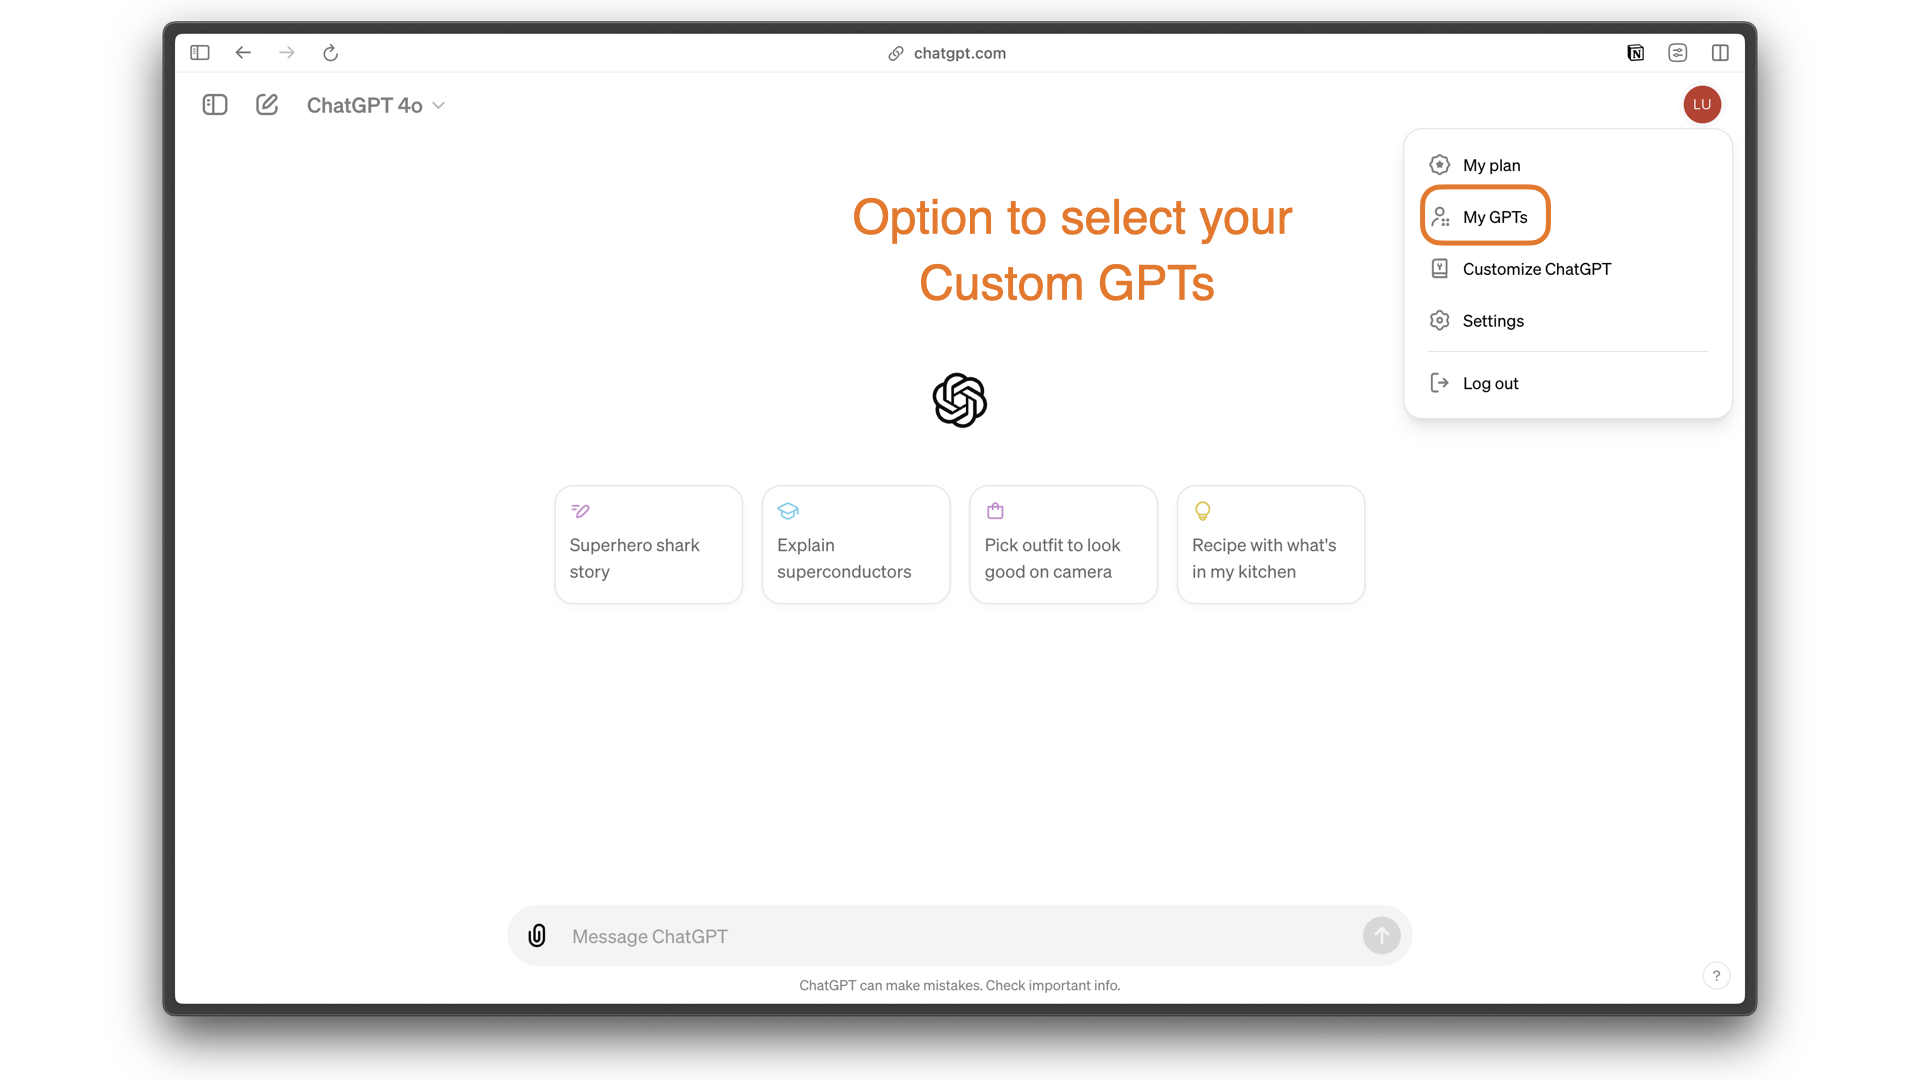 chatgpt.com
ChatGPT 4o
LU
My plan
My GPTs
Customize ChatGPT
Settings
Log out
Option to select your
Custom GPTs
Superhero shark
story
Explain
superconductors
Pick outfit to look
good on camera
Recipe with what's
in my kitchen
Message ChatGPT
ChatGPT can make mistakes. Check important info.
?